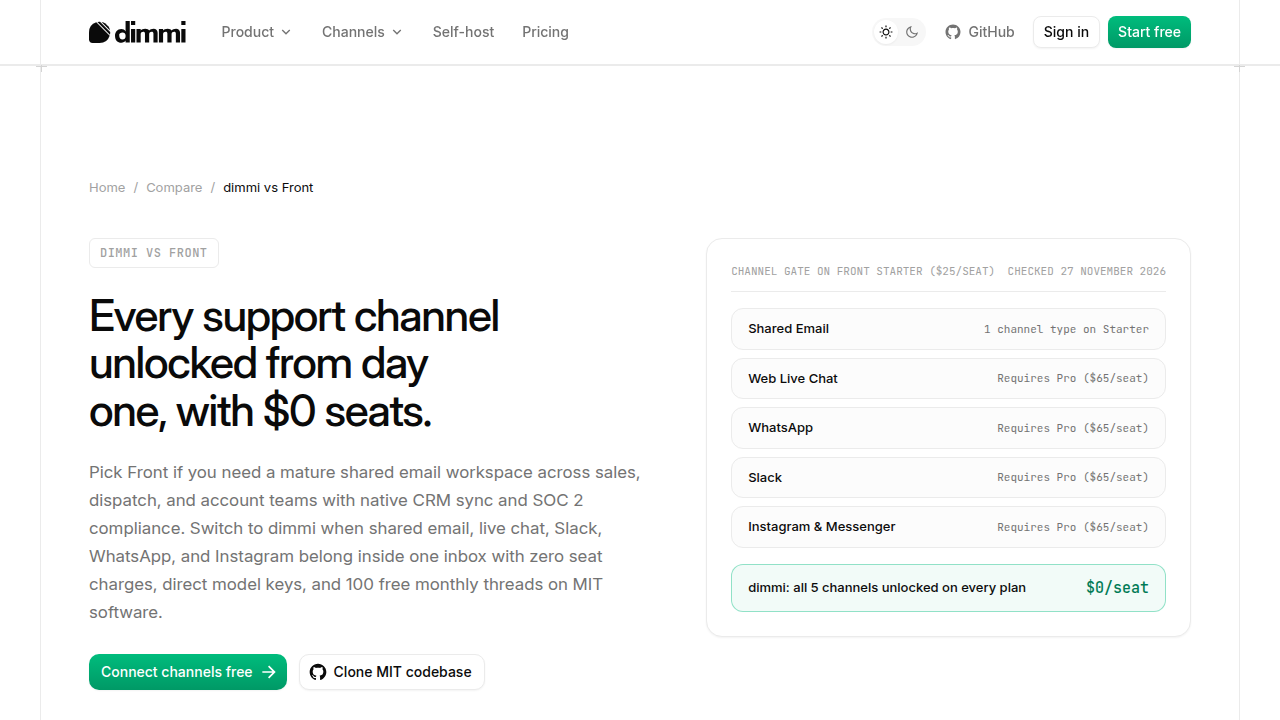 dimmi
Product
Channels
Self-host
Pricing
GitHub
Sign in
Start free
Home / Compare / dimmi vs Front
DIMMI VS FRONT
Every support channel
unlocked from day
one, with $0 seats.
Pick Front if you need a mature shared email workspace across sales,
dispatch, and account teams with native CRM sync and SOC 2
compliance. Switch to dimmi when shared email, live chat, Slack,
WhatsApp, and Instagram belong inside one inbox with zero seat
charges, direct model keys, and 100 free monthly threads on MIT
software.
Connect channels free
Clone MIT codebase
CHANNEL GATE ON FRONT STARTER ($25/SEAT) CHECKED 27 NOVEMBER 2026
Shared Email 1 channel type on Starter
Web Live Chat Requires Pro ($65/seat)
WhatsApp Requires Pro ($65/seat)
Slack Requires Pro ($65/seat)
Instagram & Messenger Requires Pro ($65/seat)
dimmi: all 5 channels unlocked on every plan $0/seat